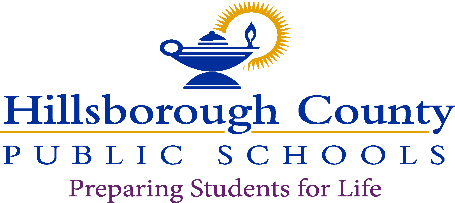 Hillsborough County
PUBLIC SCHOOLS
Preparing Students for Life